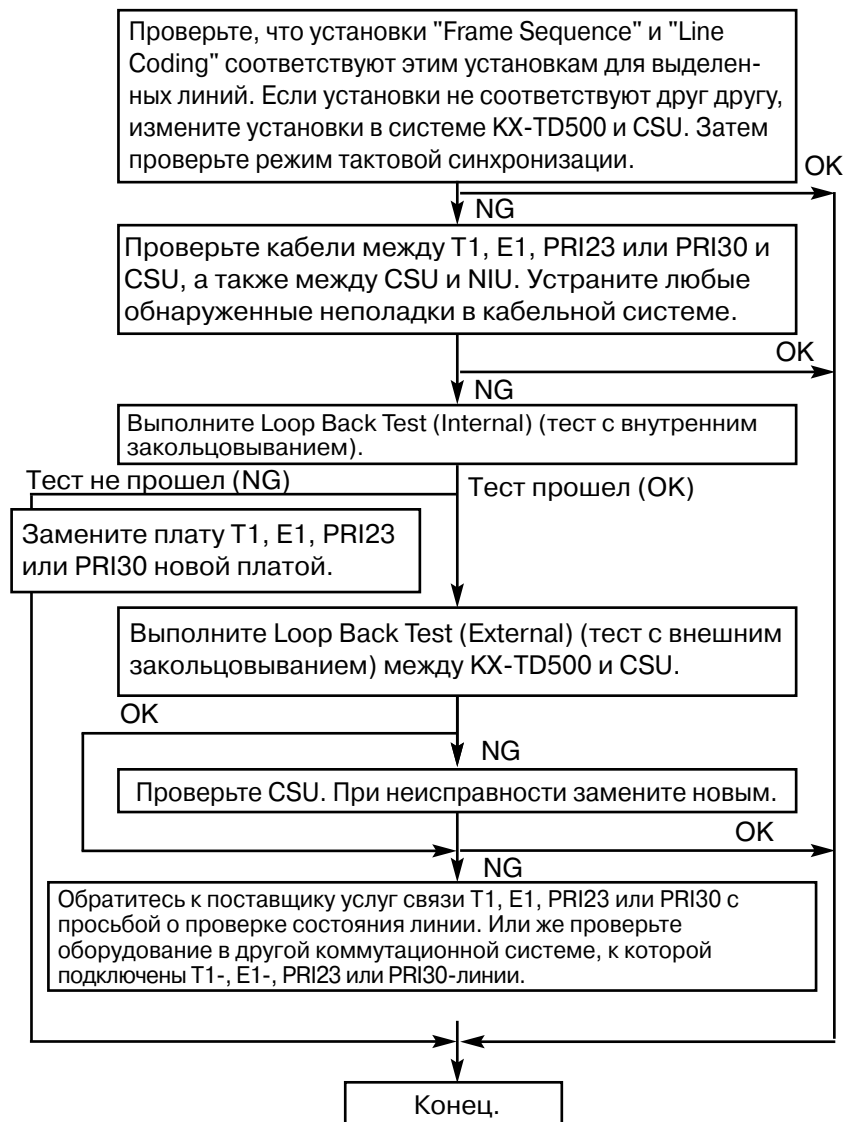 Проверьте, что установки "Frame Sequence" и "Line
Coding" соответствуют этим установкам для выделен-
ных линий. Если установки не соответствуют друг другу,
измените установки в системе KX-TD500 и CSU. Затем
проверьте режим тактовой синхронизации.
OK
NG
Проверьте кабели между T1, E1, PRI23 или PRI30 и
CSU, а также между CSU и NIU. Устраните любые
обнаруженные неполадки в кабельной системе.
OK
NG
Выполните Loop Back Test (Internal) (тест с внутренним
закольцовыванием).
Тест не прошел (NG)
Тест прошел (OK)
Замените плату T1, E1, PRI23
или PRI30 новой платой.
Выполните Loop Back Test (External) (тест с внешним
закольцовыванием) между KX-TD500 и CSU.
OK
NG
Проверьте CSU. При неисправности замените новым.
OK
NG
Обратитесь к поставщику услуг связи T1, E1, PRI23 или PRI30 с
просьбой о проверке состояния линии. Или же проверьте
оборудование в другой коммутационной системе, к которой
подключены T1-, E1-, PRI23 или PRI30-линии.
Конец.